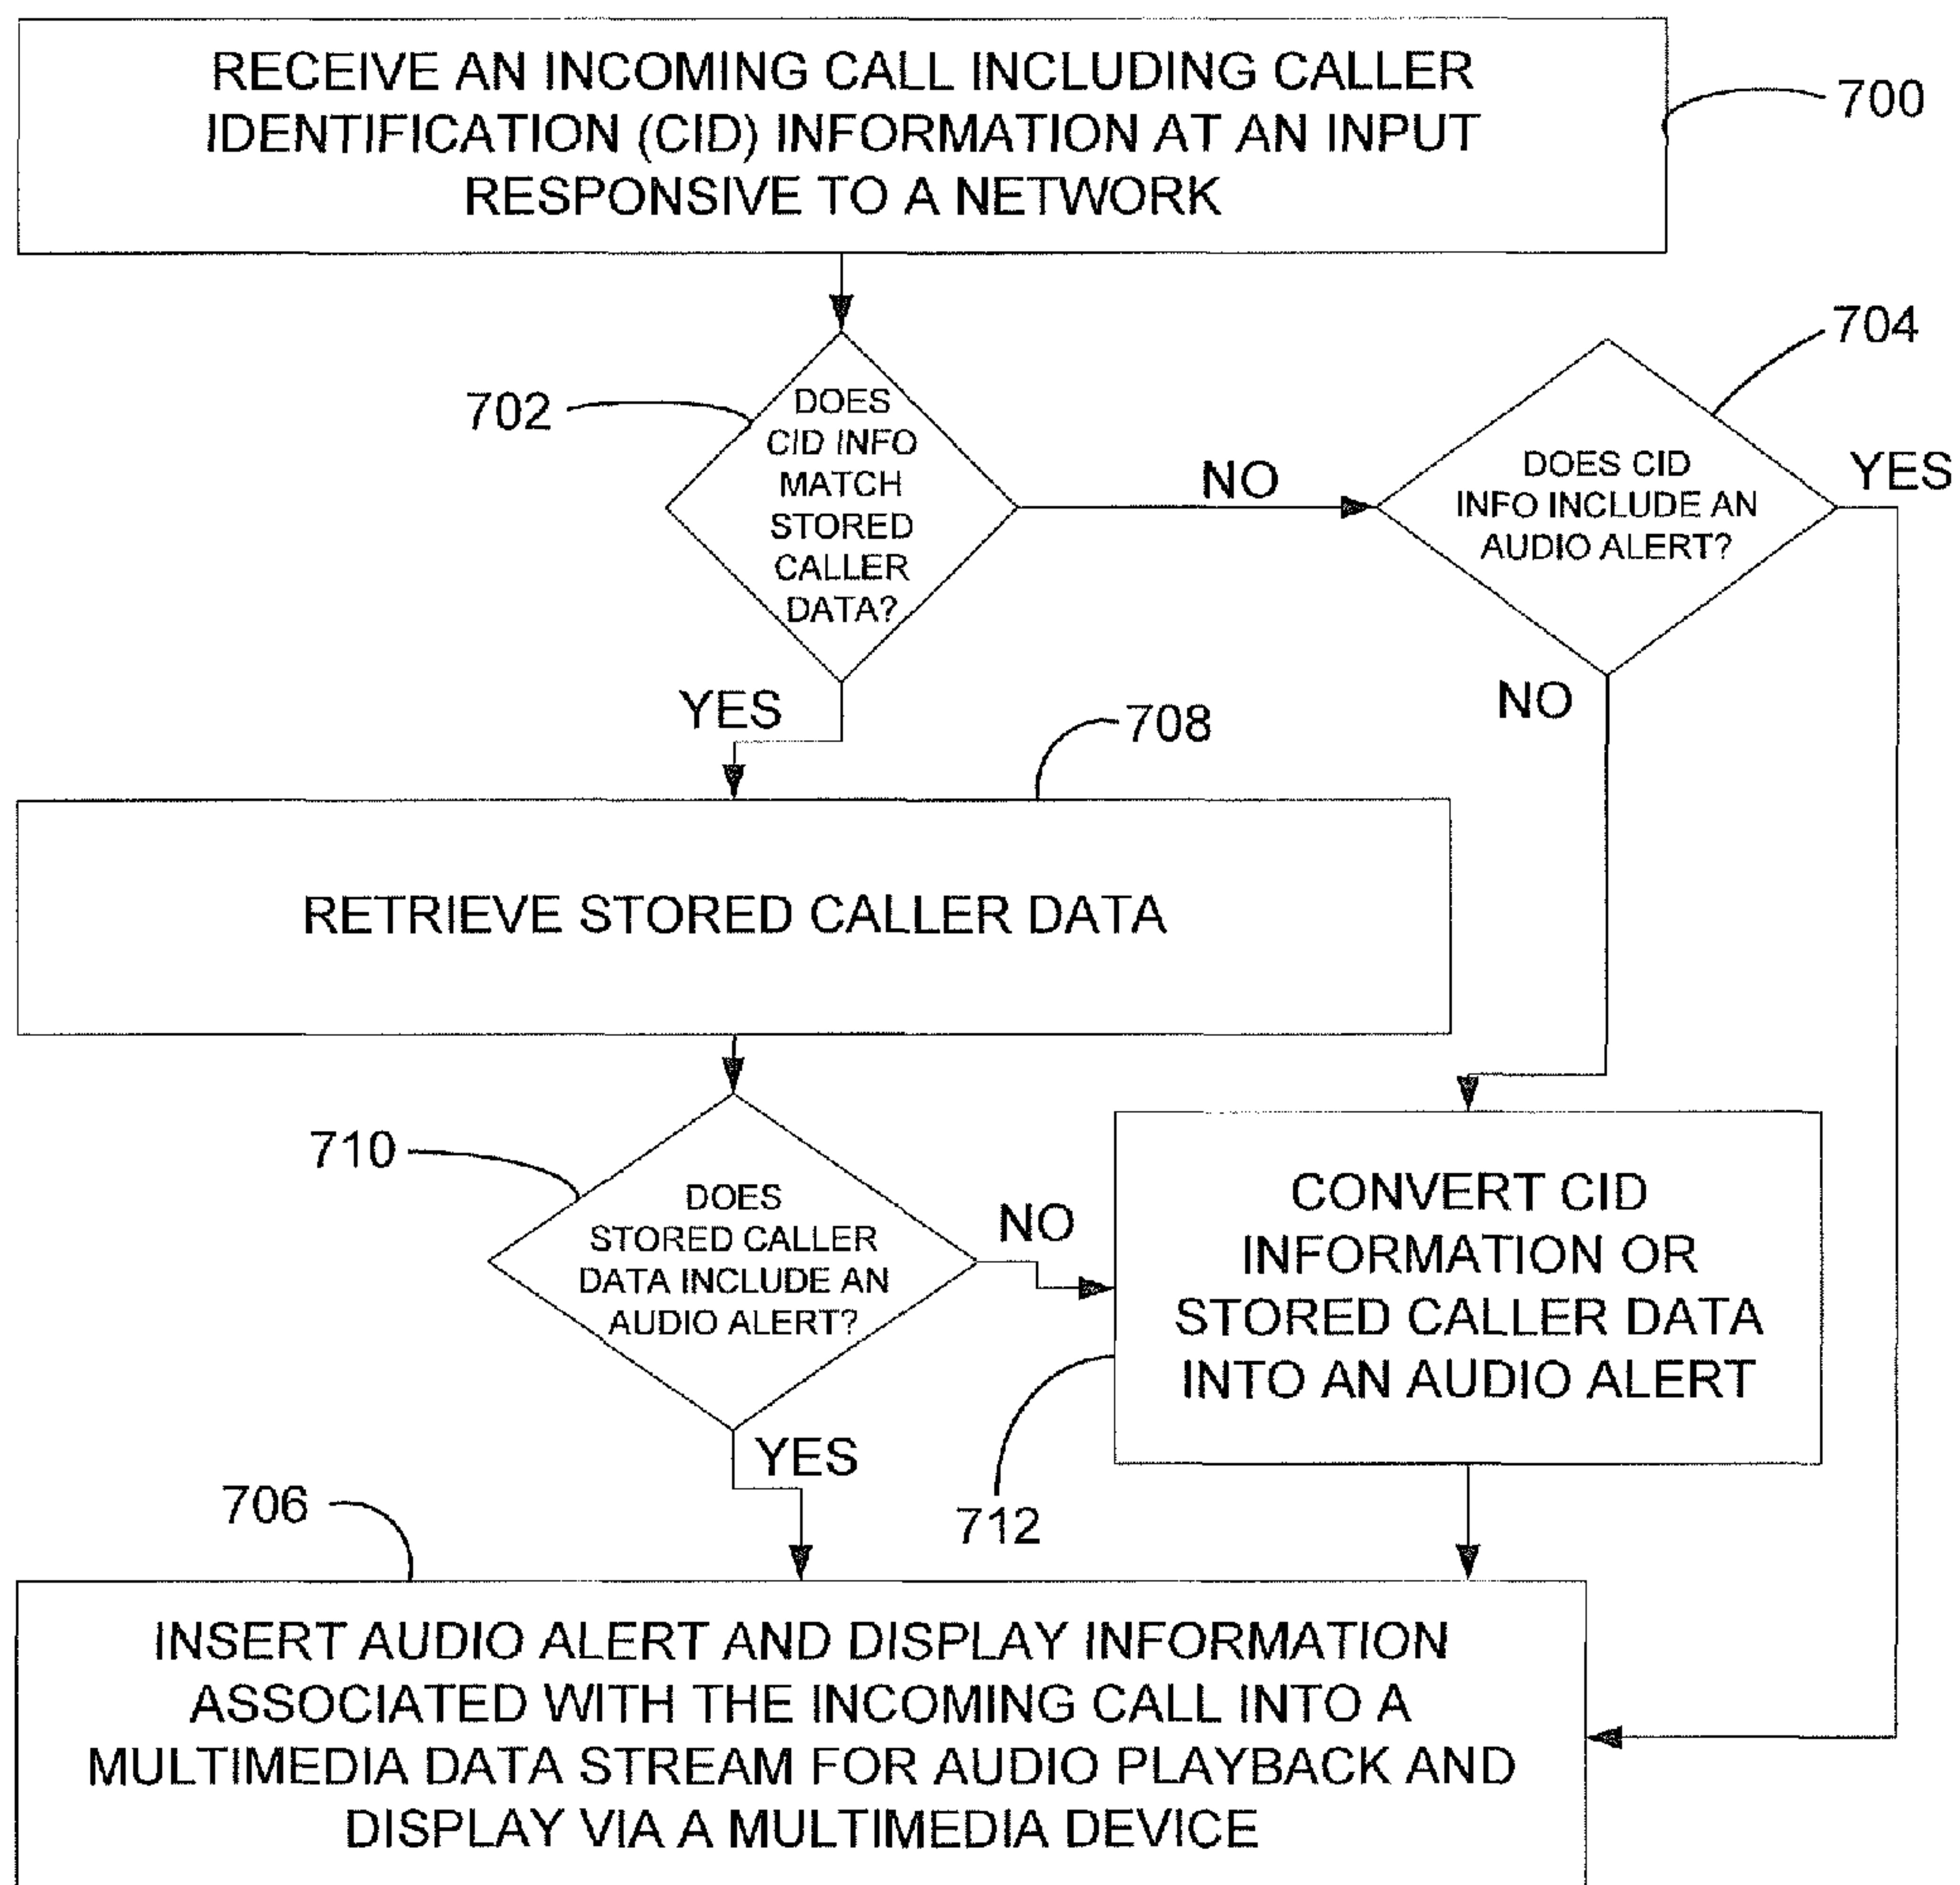 RECEIVE AN INCOMING CALL INCLUDING CALLER
IDENTIFICATION (CID) INFORMATION AT AN INPUT
RESPONSIVE TO A NETWORK
700
702
DOES
CID INFO
MATCH
STORED
CALLER
DATA?
NO
704
DOES CID
INFO INCLUDE AN
AUDIO ALERT?
YES
YES
NO
708
RETRIEVE STORED CALLER DATA
710
DOES
STORED CALLER
DATA INCLUDE AN
AUDIO ALERT?
NO
CONVERT CID
INFORMATION OR
STORED CALLER DATA
INTO AN AUDIO ALERT
YES
712
706
INSERT AUDIO ALERT AND DISPLAY INFORMATION
ASSOCIATED WITH THE INCOMING CALL INTO A
MULTIMEDIA DATA STREAM FOR AUDIO PLAYBACK AND
DISPLAY VIA A MULTIMEDIA DEVICE